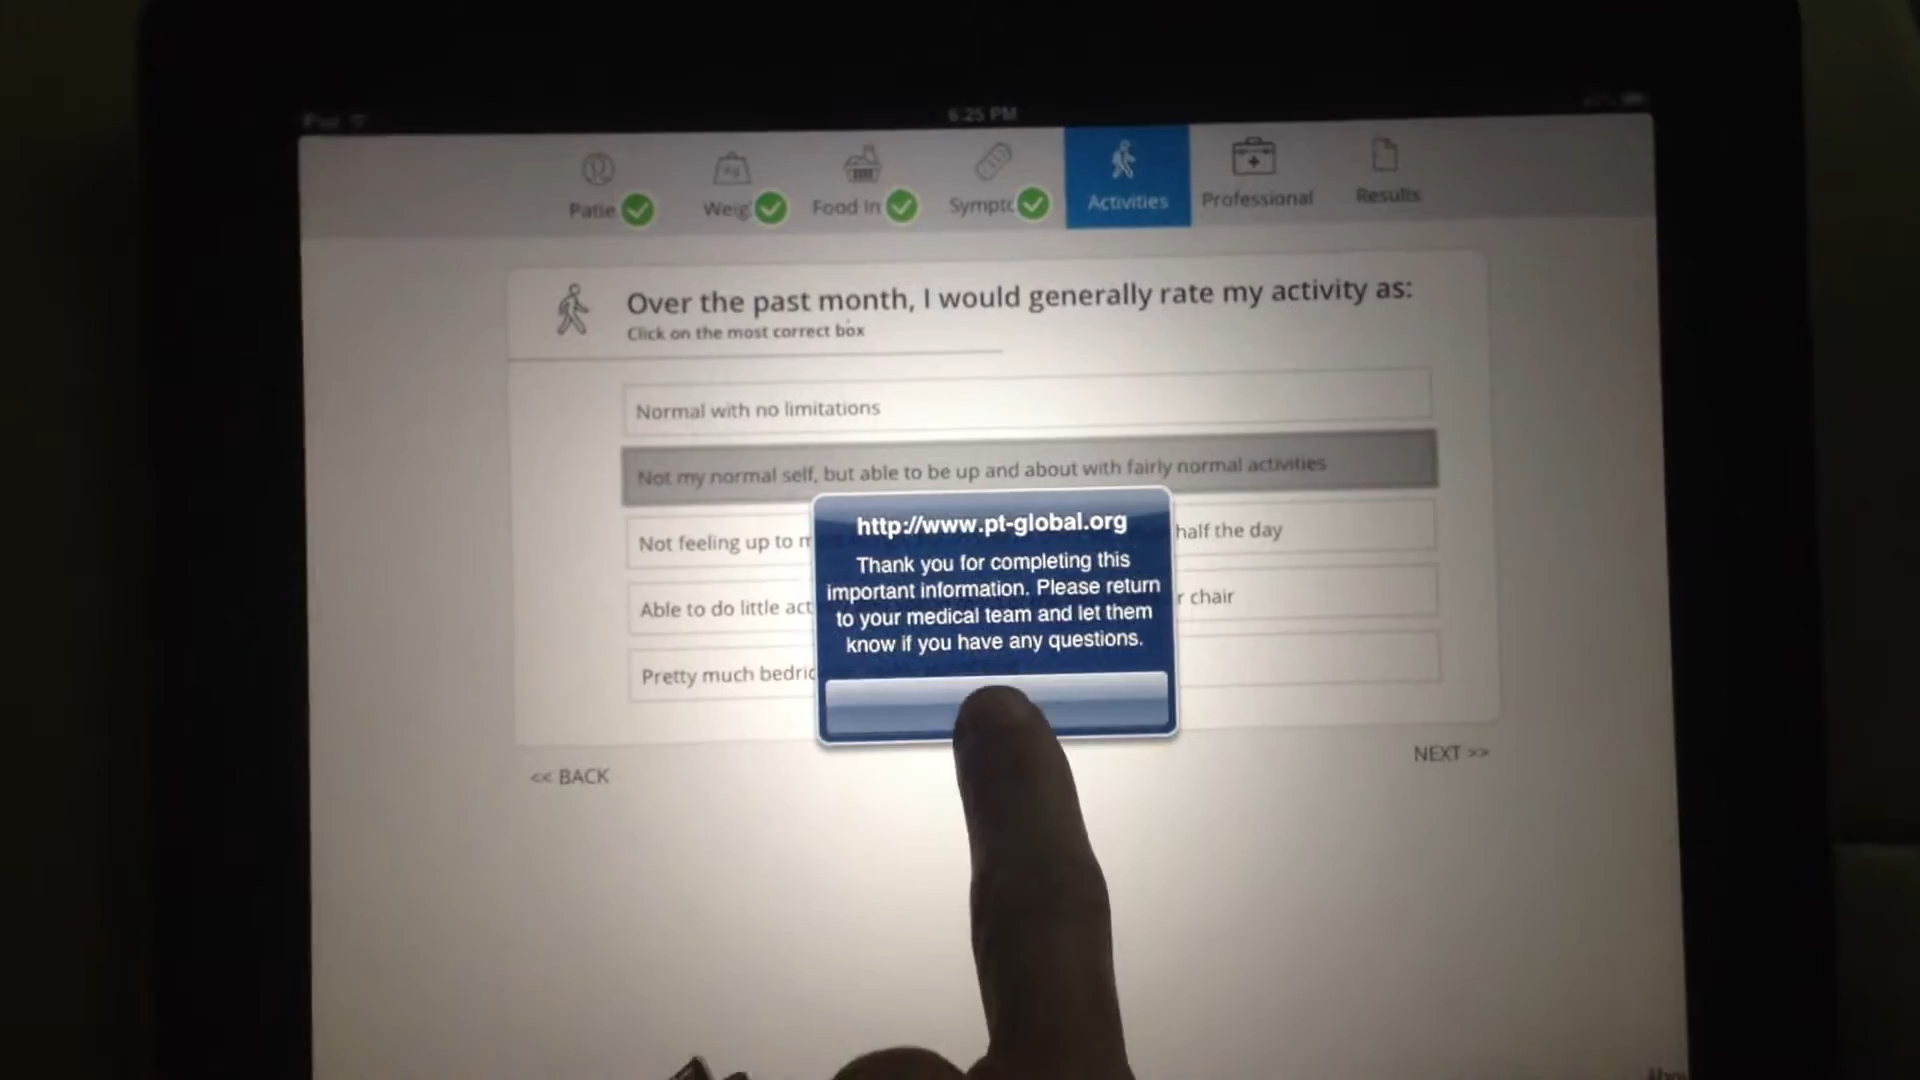 iPad
6:25 PM
Patie
Weig
Food In
Sympto
Activities
Professional
Results
Over the past month, I would generally rate my activity as:
Click on the most correct box
Normal with no limitations
Not my normal self, but able to be up and about with fairly normal activities
Not feeling up to m half the day
Able to do little act r chair
Pretty much bedrid
http://www.pt-global.org
Thank you for completing this
important information. Please return
to your medical team and let them
know if you have any questions.
<< BACK
NEXT >>